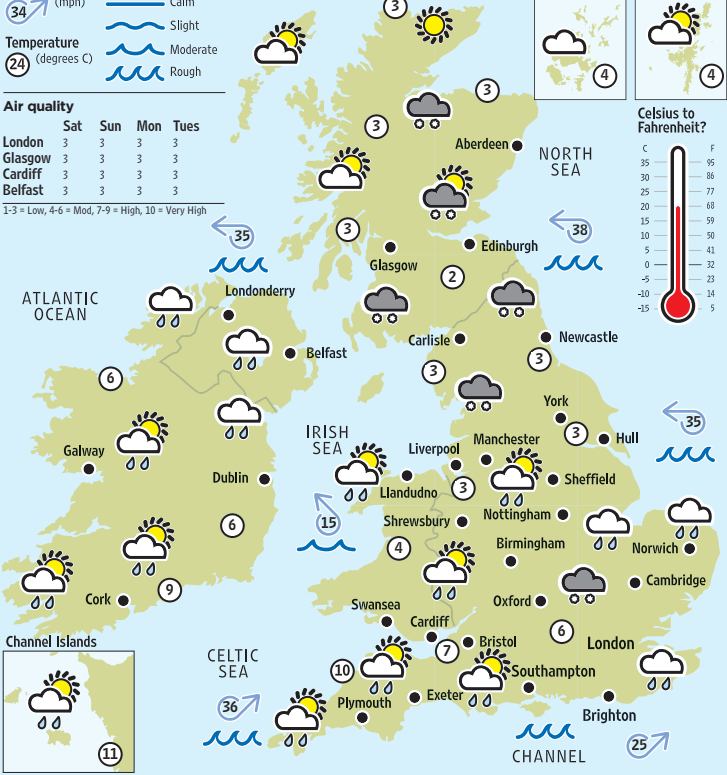 34 (mph)
Calm
Slight
Moderate
Rough
Temperature
24 (degrees C)
Air quality
Sat Sun Mon Tues
London 3 3 3 3
Glasgow 3 3 3 3
Cardiff 3 3 3 3
Belfast 3 3 3 3
1-3 = Low, 4-6 = Mod, 7-9 = High, 10 = Very High
3
4
4
3
3
Aberdeen
NORTH
SEA
Celsius to
Fahrenheit?
C F
35 95
30 86
25 77
20 68
15 59
10 50
5 41
0 32
-5 23
-10 14
-15 5
35
3
38
Edinburgh
Glasgow
2
ATLANTIC
OCEAN
Londonderry
Belfast
Carlisle
Newcastle
3
3
6
York
3
Hull
35
IRISH
SEA
Galway
Liverpool
Manchester
Dublin
Llandudno
3
Sheffield
15
6
Shrewsbury
Nottingham
4
Birmingham
Norwich
Cambridge
9
Cork
Swansea
Oxford
Cardiff
6
Channel Islands
CELTIC
SEA
7
Bristol
London
10
Southampton
Plymouth
Exeter
36
Brighton
11
CHANNEL
25